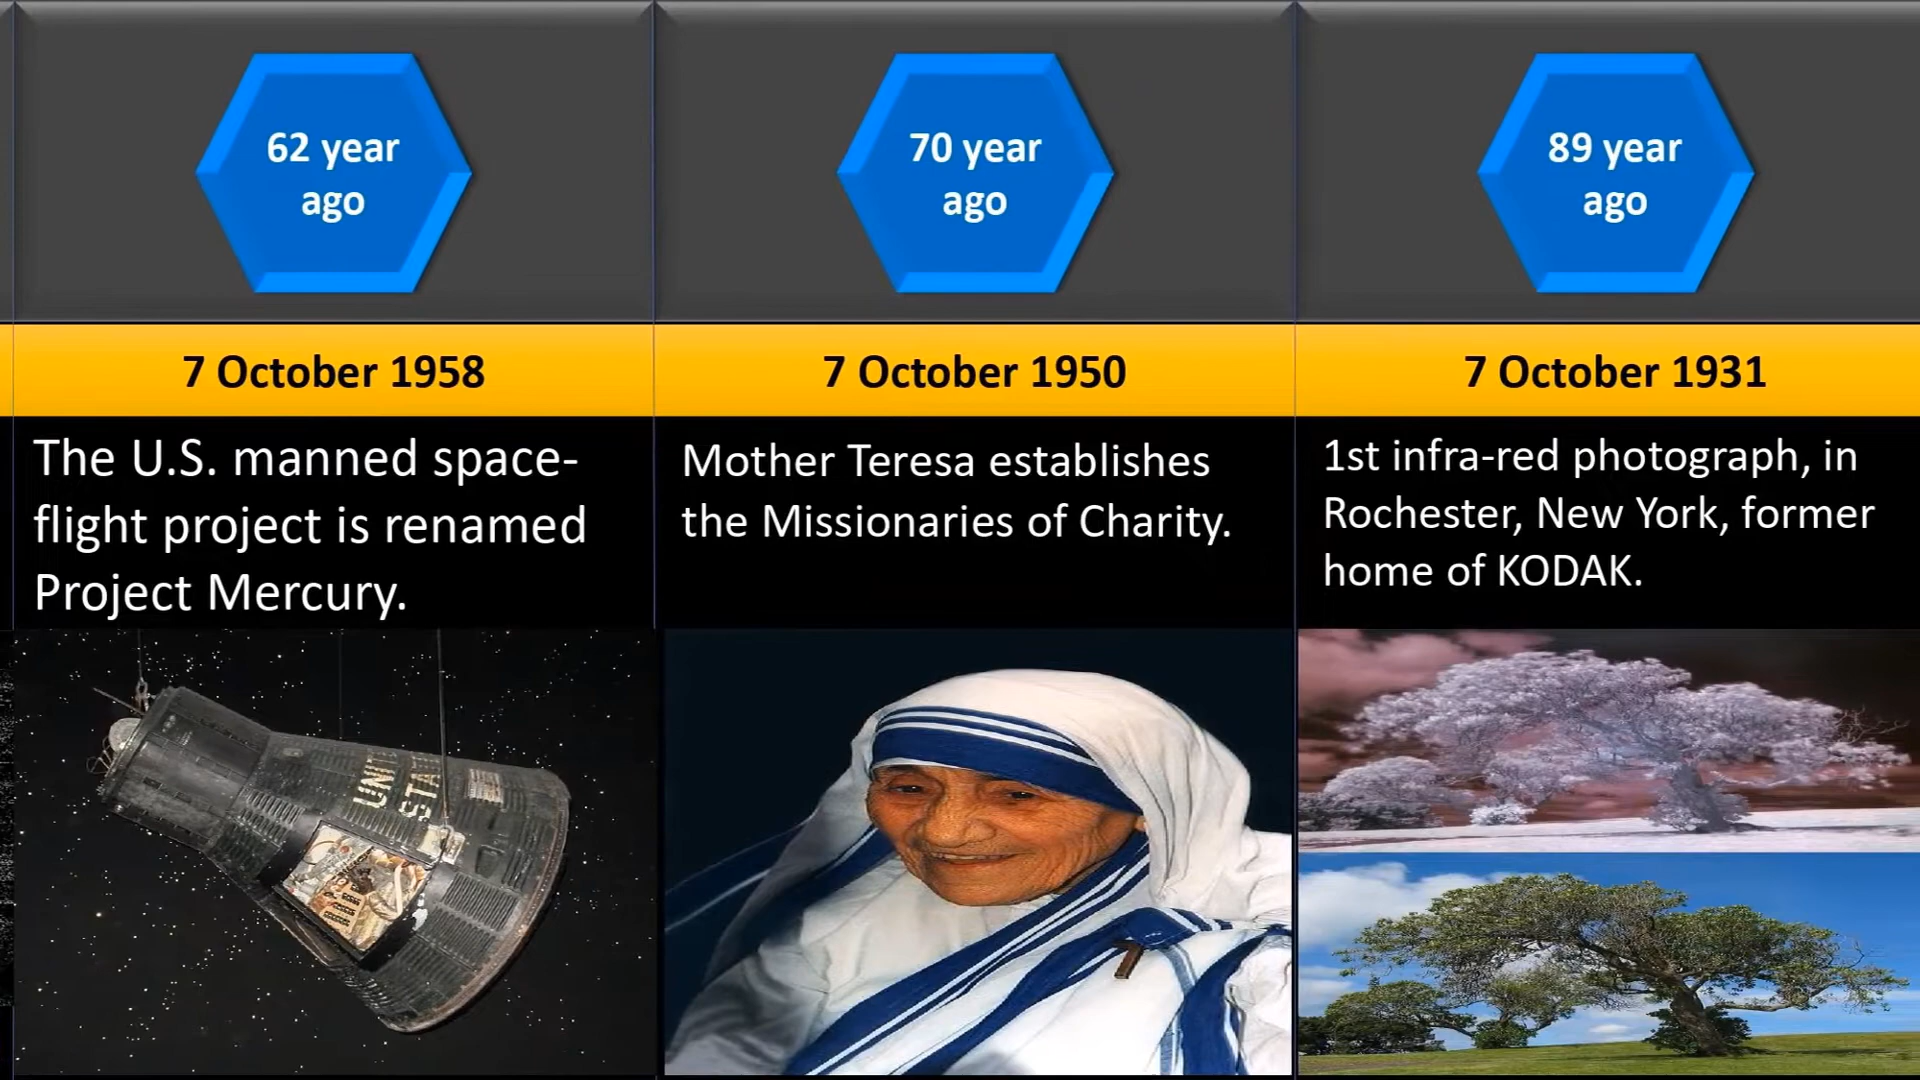 62 year
ago
7 October 1958
The U.S. manned space-
flight project is renamed
Project Mercury.
70 year
ago
7 October 1950
Mother Teresa establishes
the Missionaries of Charity.
89 year
ago
7 October 1931
1st infra-red photograph, in
Rochester, New York, former
home of KODAK.
UNIT
STA